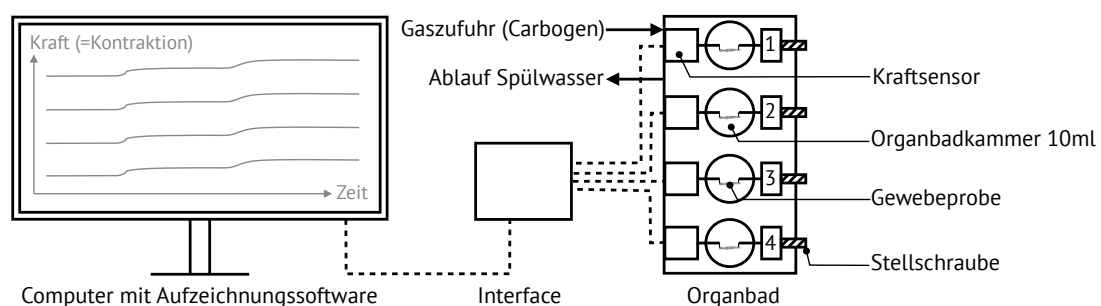 Kraft (=Kontraktion)
Zeit
Computer mit Aufzeichnungssoftware
Interface
Gaszufuhr (Carbogen)
Ablauf Spülwasser
1
2
3
4
Kraftsensor
Organbadkammer 10ml
Gewebeprobe
Stellschraube
Organbad